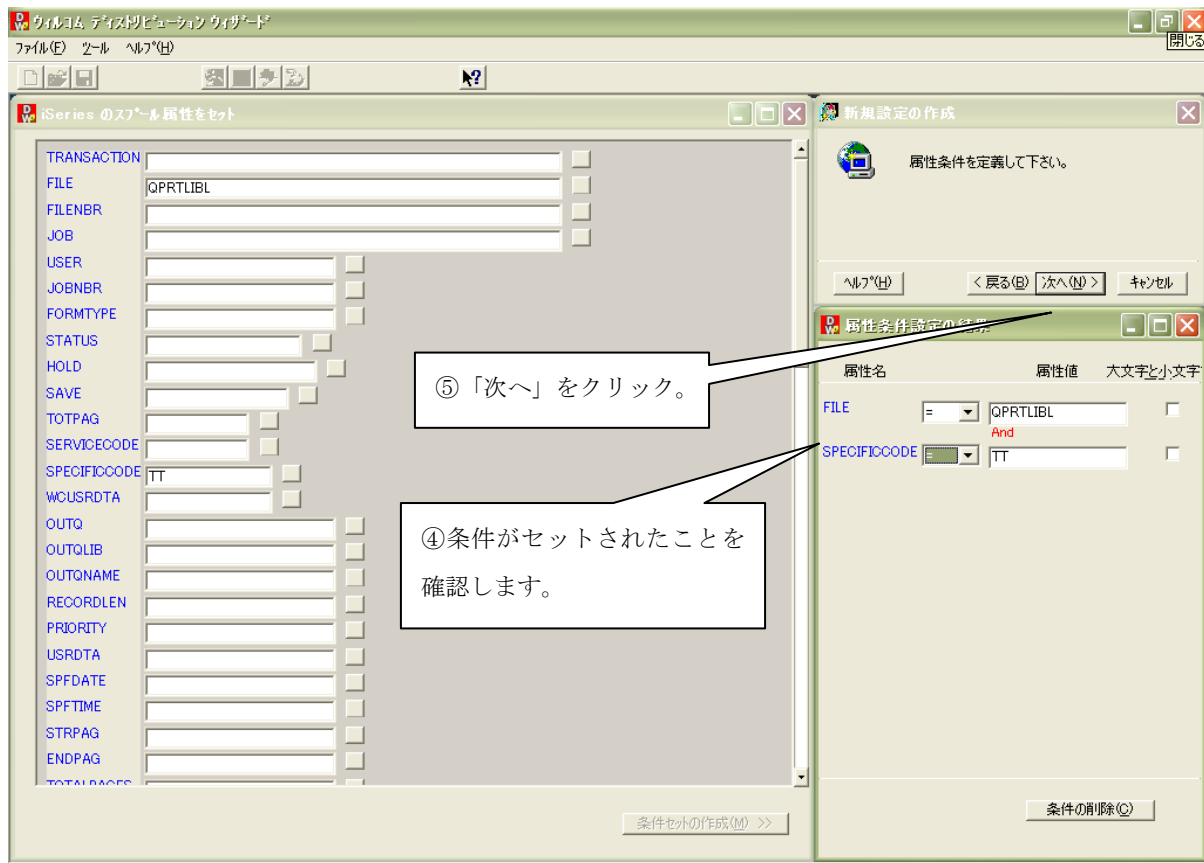 ウィルコム ディストリビューション ウィザード
ファイル(F) ツール ヘルプ(H)
閉じる
iSeries のスプール属性をセット
TRANSACTION
FILE QPRTLIBL
FILENBR
JOB
USER
JOBNBR
FORMTYPE
STATUS
HOLD
SAVE
TOTPAG
SERVICECODE
SPECIFICCODE TT
WCUSRDTA
OUTQ
OUTQLIB
OUTQNAME
RECORDLEN
PRIORITY
USRDTA
SPFDATE
SPFTIME
STRPAG
ENDPAG
TOTALPAGES
条件セットの作成(M) >>
⑤「次へ」をクリック。
④条件がセットされたことを
確認します。
新規設定の作成
属性条件を定義して下さい。
ヘルプ(H) < 戻る(B) 次へ(N) > キャンセル
属性条件設定の結果
属性名 属性値 大文字と小文字
FILE = QPRTLIBL
And
SPECIFICCODE = TT
条件の削除(C)